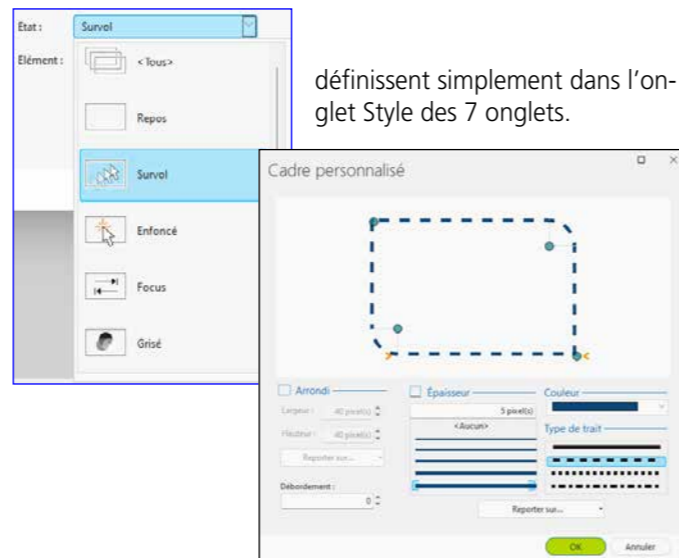 Etat : Survol
Elément : <Tous>
Repos
Survol
Enfoncé
Focus
Grisé
définissent simplement dans l'on-
glet Style des 7 onglets.
Cadre personnalisé
Arrondi
Largeur : 40 pixel(s)
Hauteur : 40 pixel(s)
Reporter sur...
Débordement :
0
Épaisseur
5 pixel(s)
<Aucun>
Couleur
Type de trait
Reporter sur...
OK Annuler